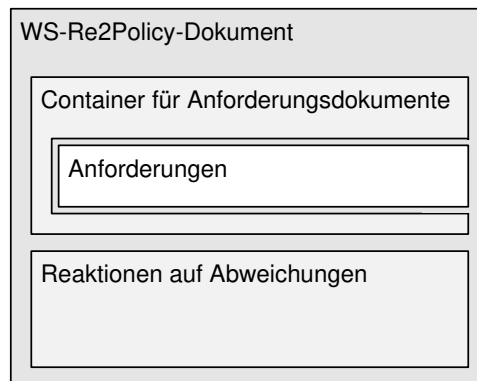 WS-Re2Policy-Dokument
Container für Anforderungsdokumente
Anforderungen
Reaktionen auf Abweichungen